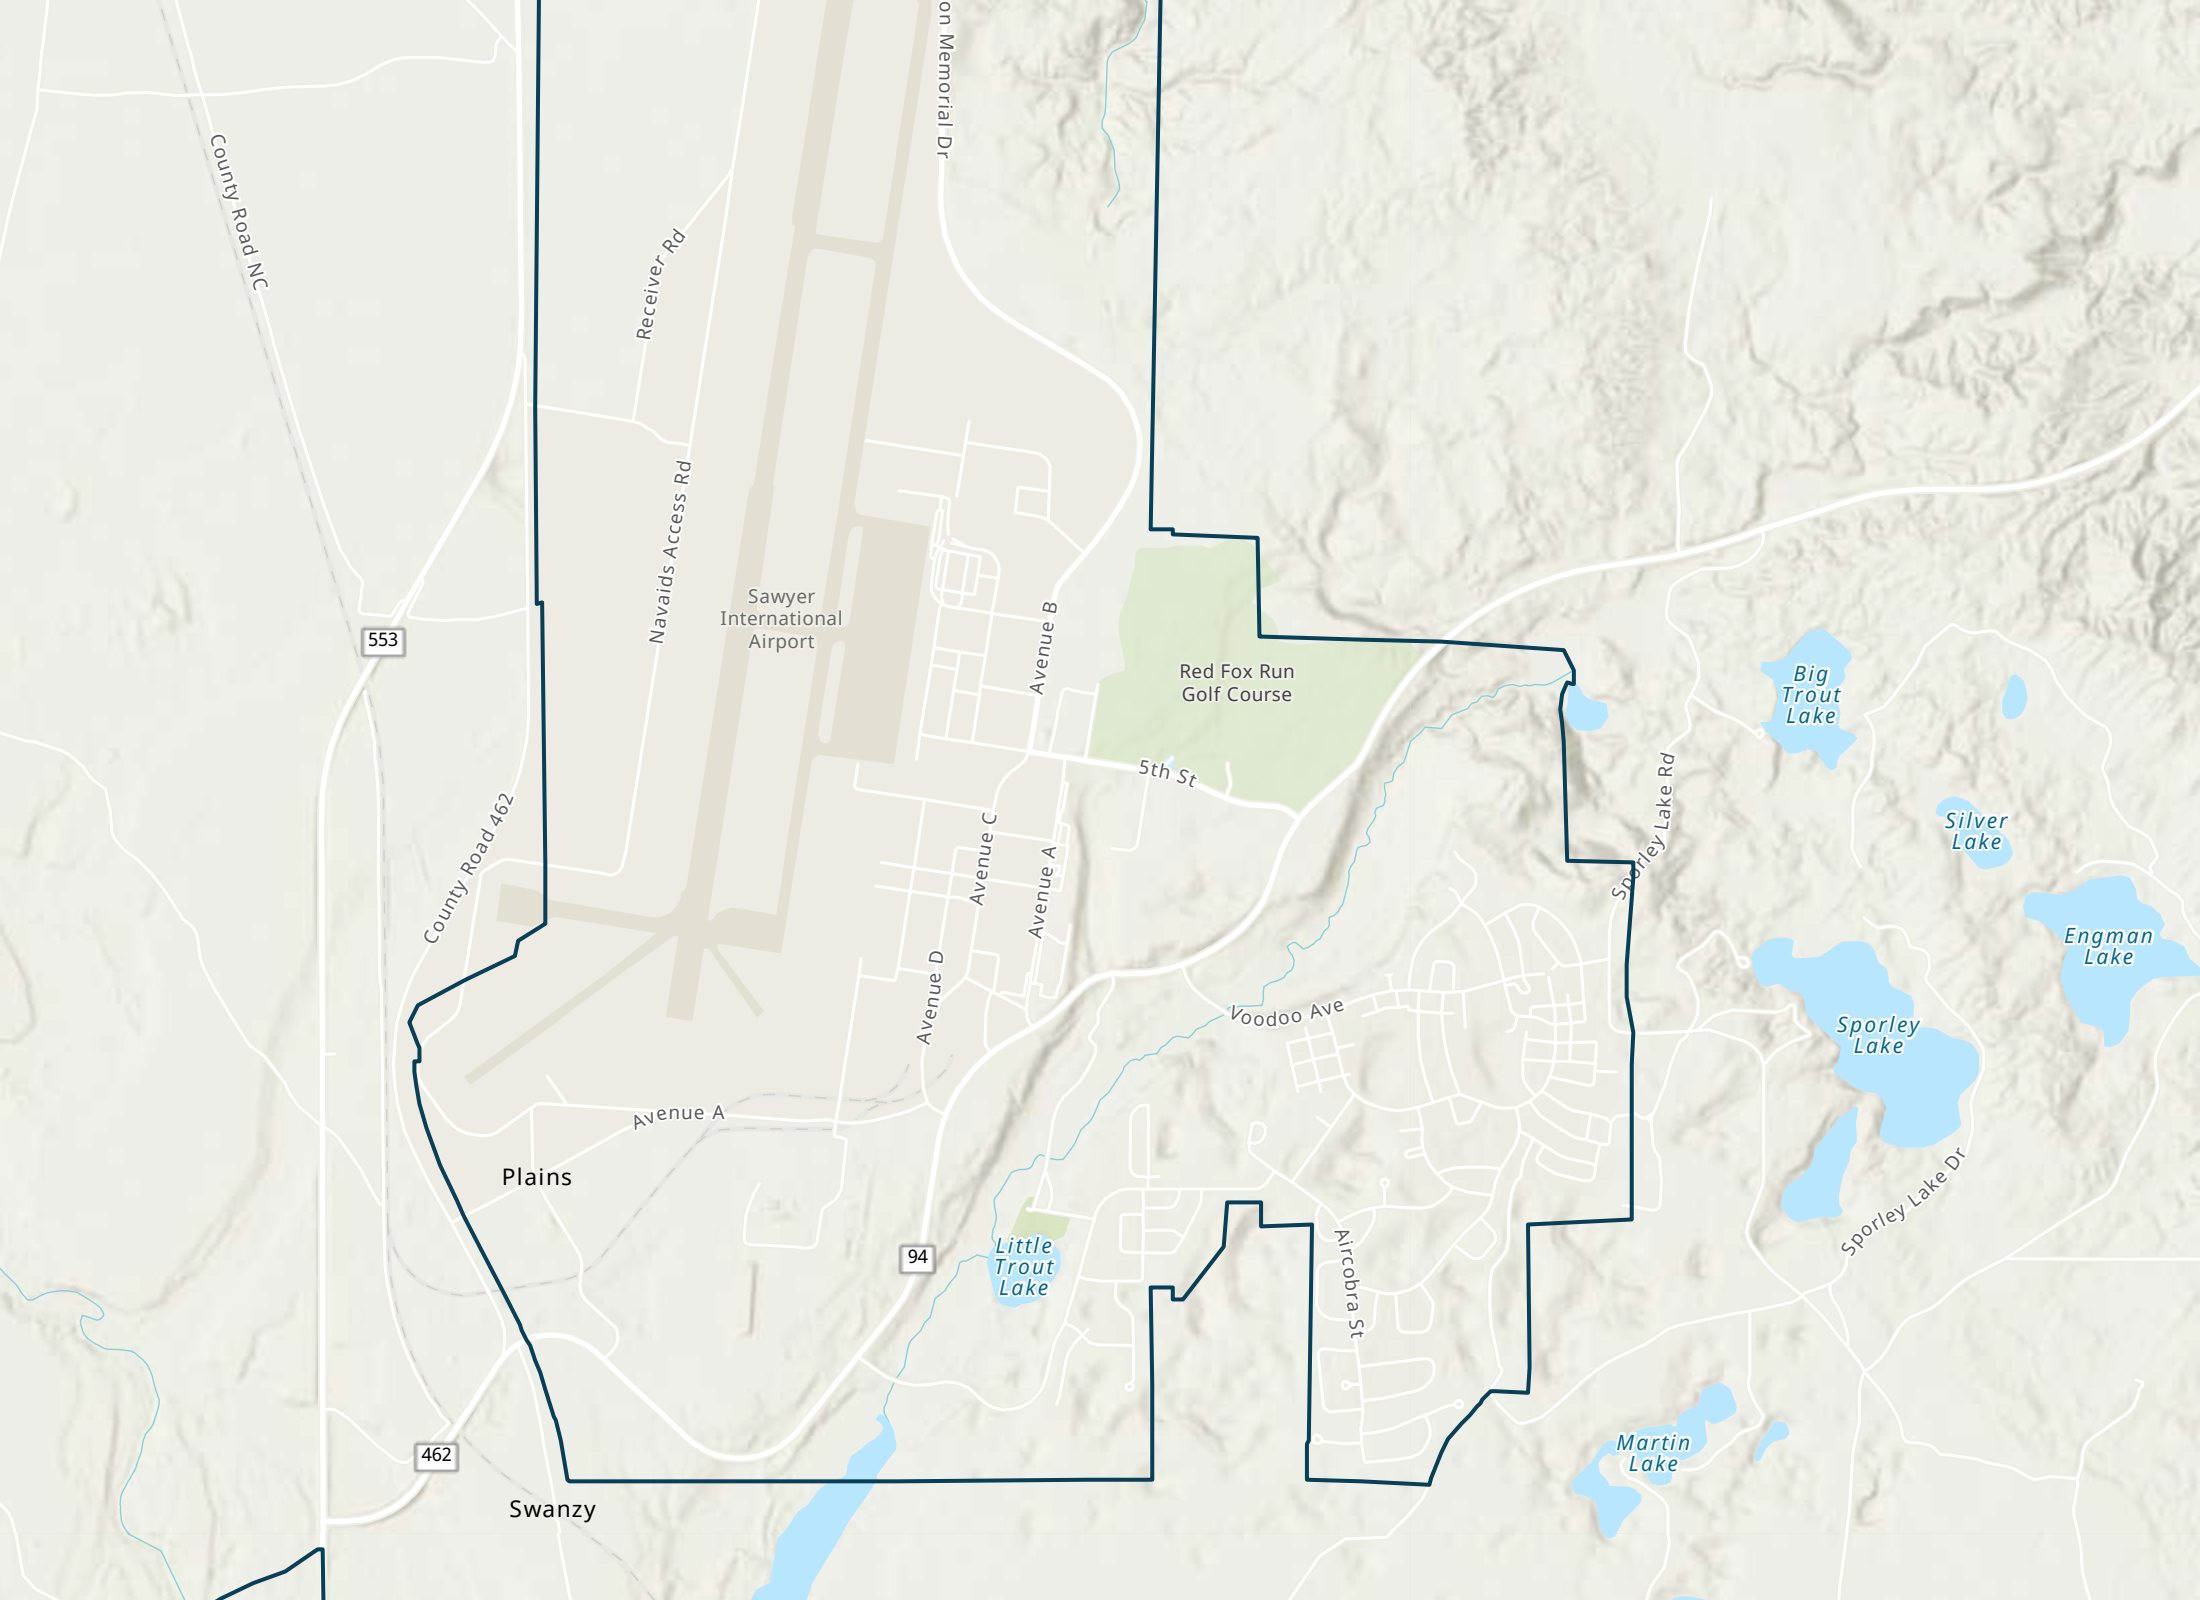 on Memorial Dr
County Road NC
Receiver Rd
Navaids Access Rd
Sawyer
International
Airport
553
Avenue B
Red Fox Run
Golf Course
Big
Trout
Lake
5th St
Sporley Lake Rd
Silver
Lake
County Road 462
Avenue C
Avenue A
Engman
Lake
Avenue D
Voodoo Ave
Sporley
Lake
Avenue A
Plains
Sporley Lake Dr
94
Little
Trout
Lake
Aircobra St
462
Martin
Lake
Swanzy